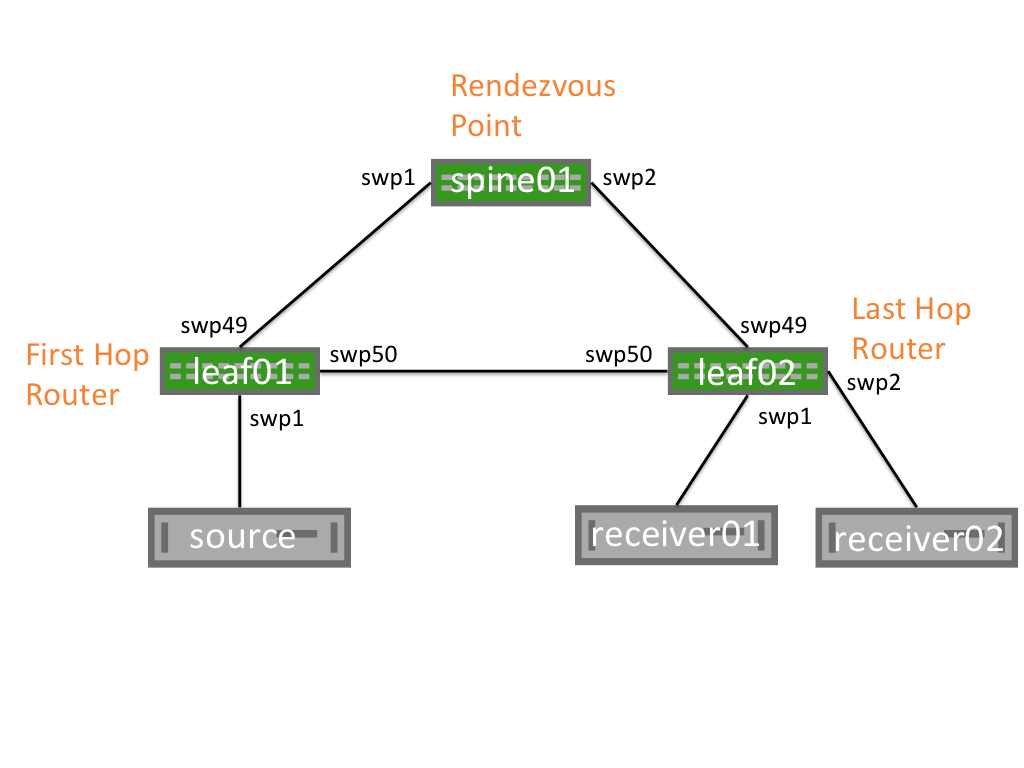 Rendezvous
Point
swp1
spine01
swp2
swp49
swp49
Last Hop
Router
First Hop
Router
leaf01
swp50
swp50
leaf02
swp2
swp1
swp1
source
receiver01
receiver02